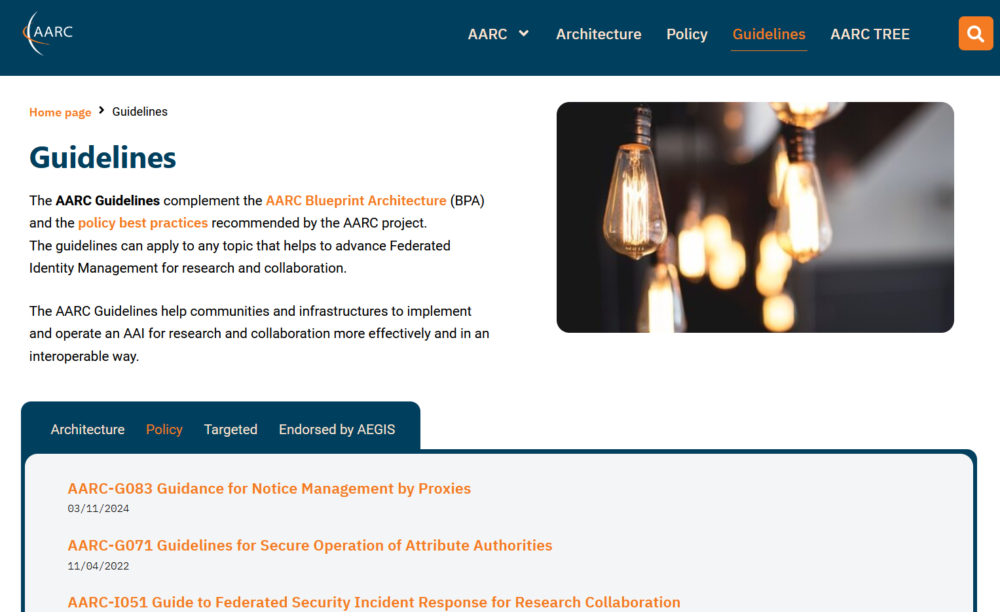 AARC
AARC Architecture Policy Guidelines AARC TREE
Home page Guidelines
Guidelines
The AARC Guidelines complement the AARC Blueprint Architecture (BPA)
and the policy best practices recommended by the AARC project.
The guidelines can apply to any topic that helps to advance Federated
Identity Management for research and collaboration.
The AARC Guidelines help communities and infrastructures to implement
and operate an AAI for research and collaboration more effectively and in an
interoperable way.
Architecture Policy Targeted Endorsed by AEGIS
AARC-G083 Guidance for Notice Management by Proxies
03/11/2024
AARC-G071 Guidelines for Secure Operation of Attribute Authorities
11/04/2022
AARC-I051 Guide to Federated Security Incident Response for Research Collaboration